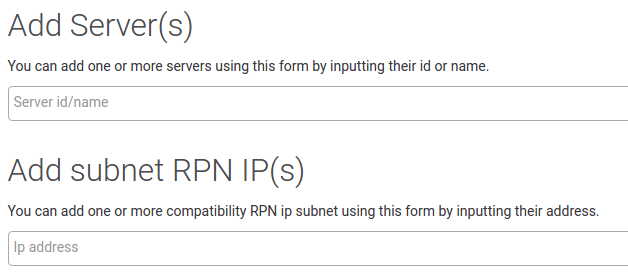 Add Server(s)
You can add one or more servers using this form by inputting their id or name.
Server id/name
Add subnet RPN IP(s)
You can add one or more compatibility RPN ip subnet using this form by inputting their address.
Ip address